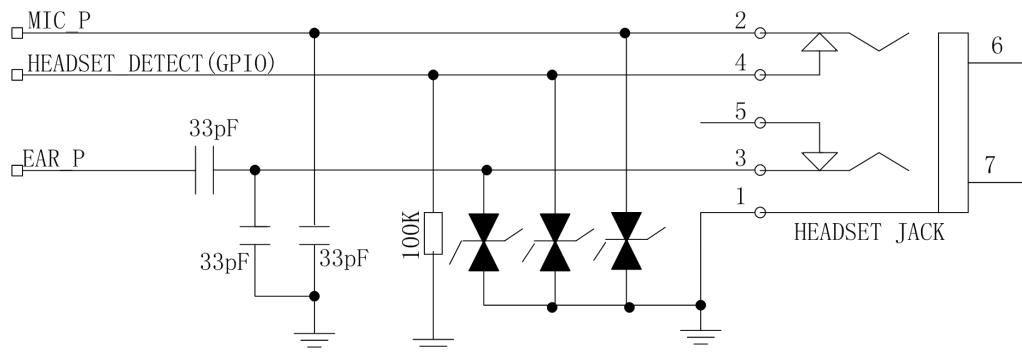 MIC_P
2
HEADSET DETECT(GPIO)
4
6
5
33pF
EAR_P
3
7
1
100K
HEADSET JACK
33pF
33pF